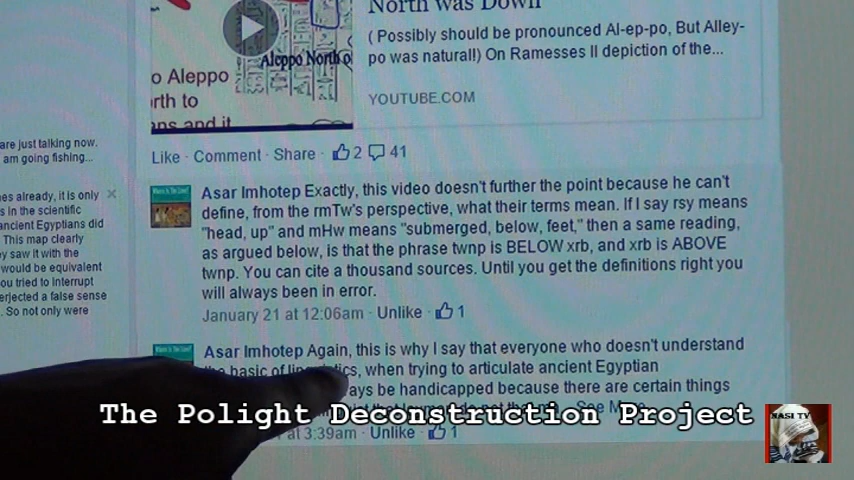 North was Down
( Possibly should be pronounced Al-ep-po, But Alley-
po was natural!) On Ramesses II depiction of the...
YOUTUBE.COM
Aleppo North o
o Aleppo
rth to
ns and it
Like · Comment · Share · 2 41
are just talking now.
am going fishing...
nes already, it is only
s in the scientific
ancient Egyptians did
This map clearly
y saw it with the
would be equivalent
ou tried to interrupt
erjected a false sense
. So not only were
Asar Imhotep Exactly, this video doesn't further the point because he can't
define, from the rmTw's perspective, what their terms mean. If I say rsy means
"head, up" and mHw means "submerged, below, feet," then a same reading,
as argued below, is that the phrase twnp is BELOW xrb, and xrb is ABOVE
twnp. You can cite a thousand sources. Until you get the definitions right you
will always been in error.
January 21 at 12:06am · Unlike · 1
Asar Imhotep Again, this is why I say that everyone who doesn't understand
basic of linguistics, when trying to articulate ancient Egyptian
ays be handicapped because there are certain things
See
at 3:39am · Unlike · 1
The Polight Deconstruction Project
NASI TV